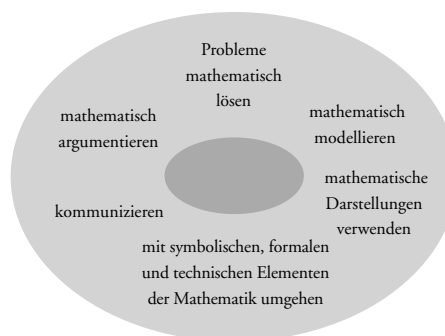 Probleme
mathematisch
lösen
mathematisch
argumentieren
mathematisch
modellieren
mathematische
Darstellungen
verwenden
kommunizieren
mit symbolischen, formalen
und technischen Elementen
der Mathematik umgehen